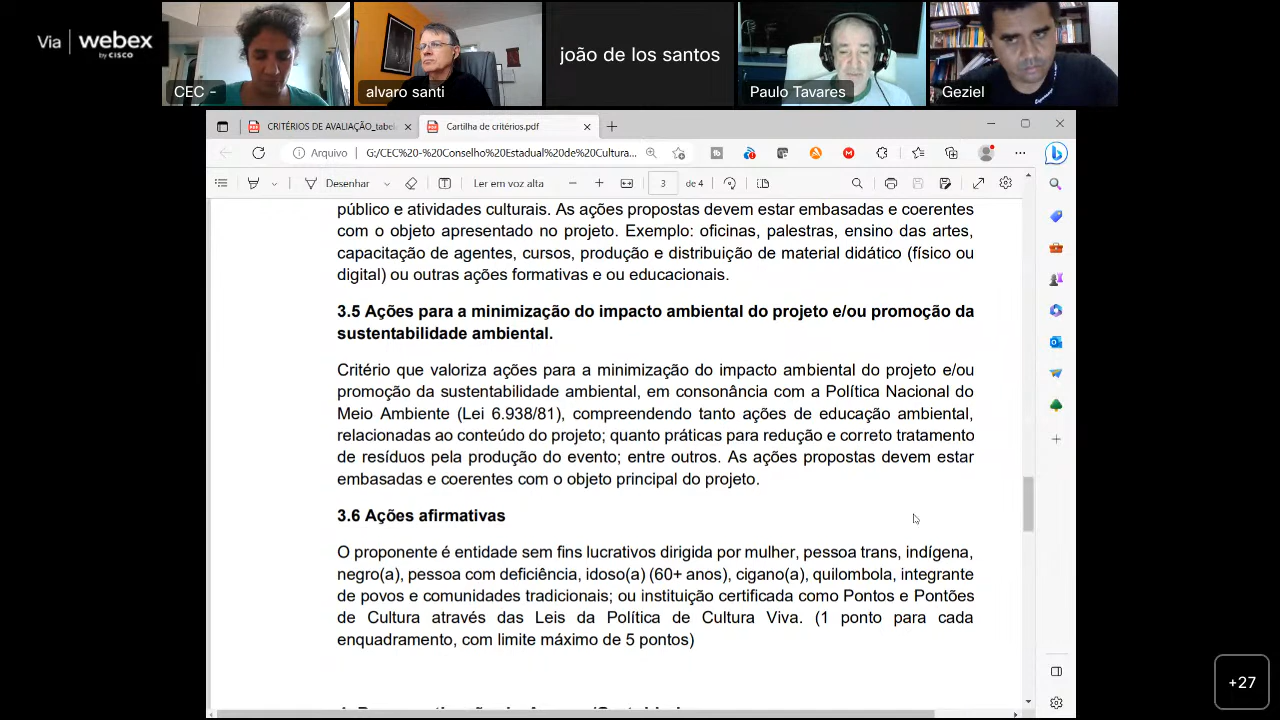 Via webex
by CISCO
CEC -
alvaro santi
joão de los santos
Paulo Tavares
Geziel
CRITÉRIOS DE AVALIAÇÃO_tabel
Cartilha de critérios.pdf
Arquivo G:/CEC%20-%20Conselho%20Estadual%20de%20Cultura...
Desenhar
Ler em voz alta
3 de 4
público e atividades culturais. As ações propostas devem estar embasadas e coerentes
com o objeto apresentado no projeto. Exemplo: oficinas, palestras, ensino das artes,
capacitação de agentes, cursos, produção e distribuição de material didático (físico ou
digital) ou outras ações formativas e ou educacionais.
3.5 Ações para a minimização do impacto ambiental do projeto e/ou promoção da
sustentabilidade ambiental.
Critério que valoriza ações para a minimização do impacto ambiental do projeto e/ou
promoção da sustentabilidade ambiental, em consonância com a Política Nacional do
Meio Ambiente (Lei 6.938/81), compreendendo tanto ações de educação ambiental,
relacionadas ao conteúdo do projeto; quanto práticas para redução e correto tratamento
de resíduos pela produção do evento; entre outros. As ações propostas devem estar
embasadas e coerentes com o objeto principal do projeto.
3.6 Ações afirmativas
O proponente é entidade sem fins lucrativos dirigida por mulher, pessoa trans, indígena,
negro(a), pessoa com deficiência, idoso(a) (60+ anos), cigano(a), quilombola, integrante
de povos e comunidades tradicionais; ou instituição certificada como Pontos e Pontões
de Cultura através das Leis da Política de Cultura Viva. (1 ponto para cada
enquadramento, com limite máximo de 5 pontos)
+27